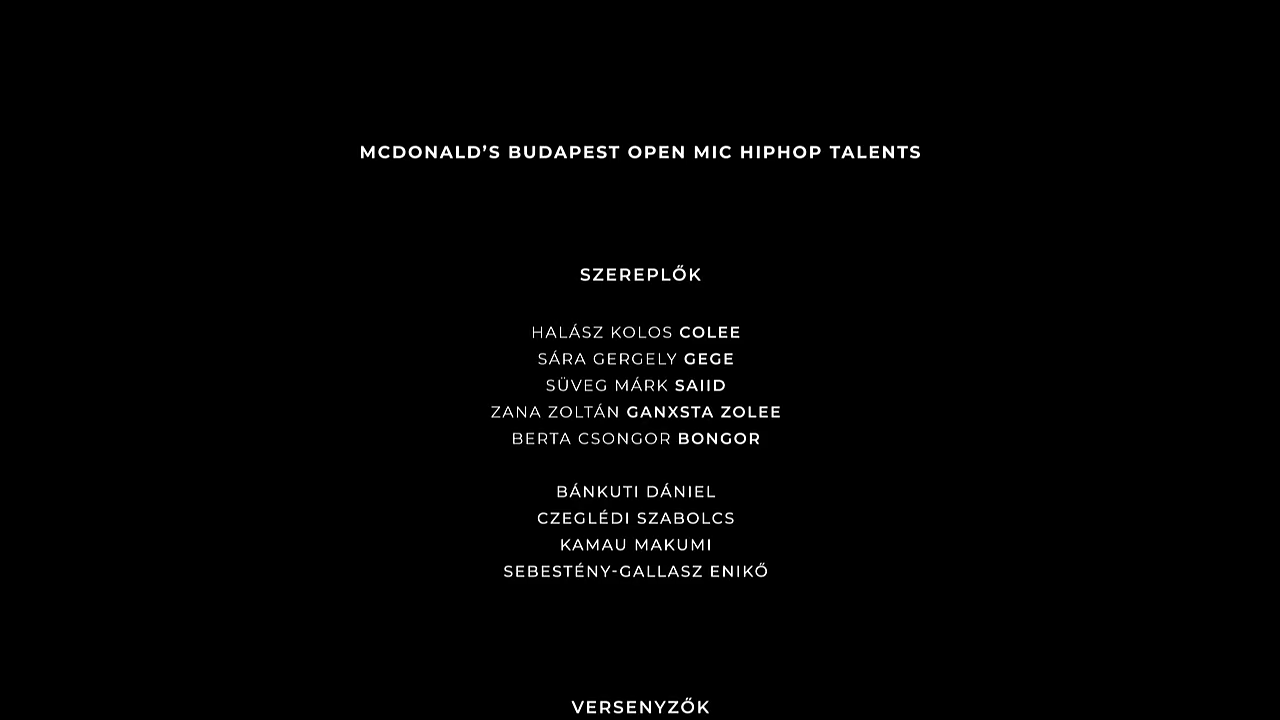 MCDONALD’S BUDAPEST OPEN MIC HIPHOP TALENTS
SZEREPLŐK
HALÁSZ KOLOS COLEE
SÁRA GERGELY GEGE
SÜVEG MÁRK SAIID
ZANA ZOLTÁN GANXSTA ZOLEE
BERTA CSONGOR BONGOR
BÁNKUTI DÁNIEL
CZEGLÉDI SZABOLCS
KAMAU MAKUMI
SEBESTÉNY-GALLASZ ENIKŐ
VERSENYZŐK